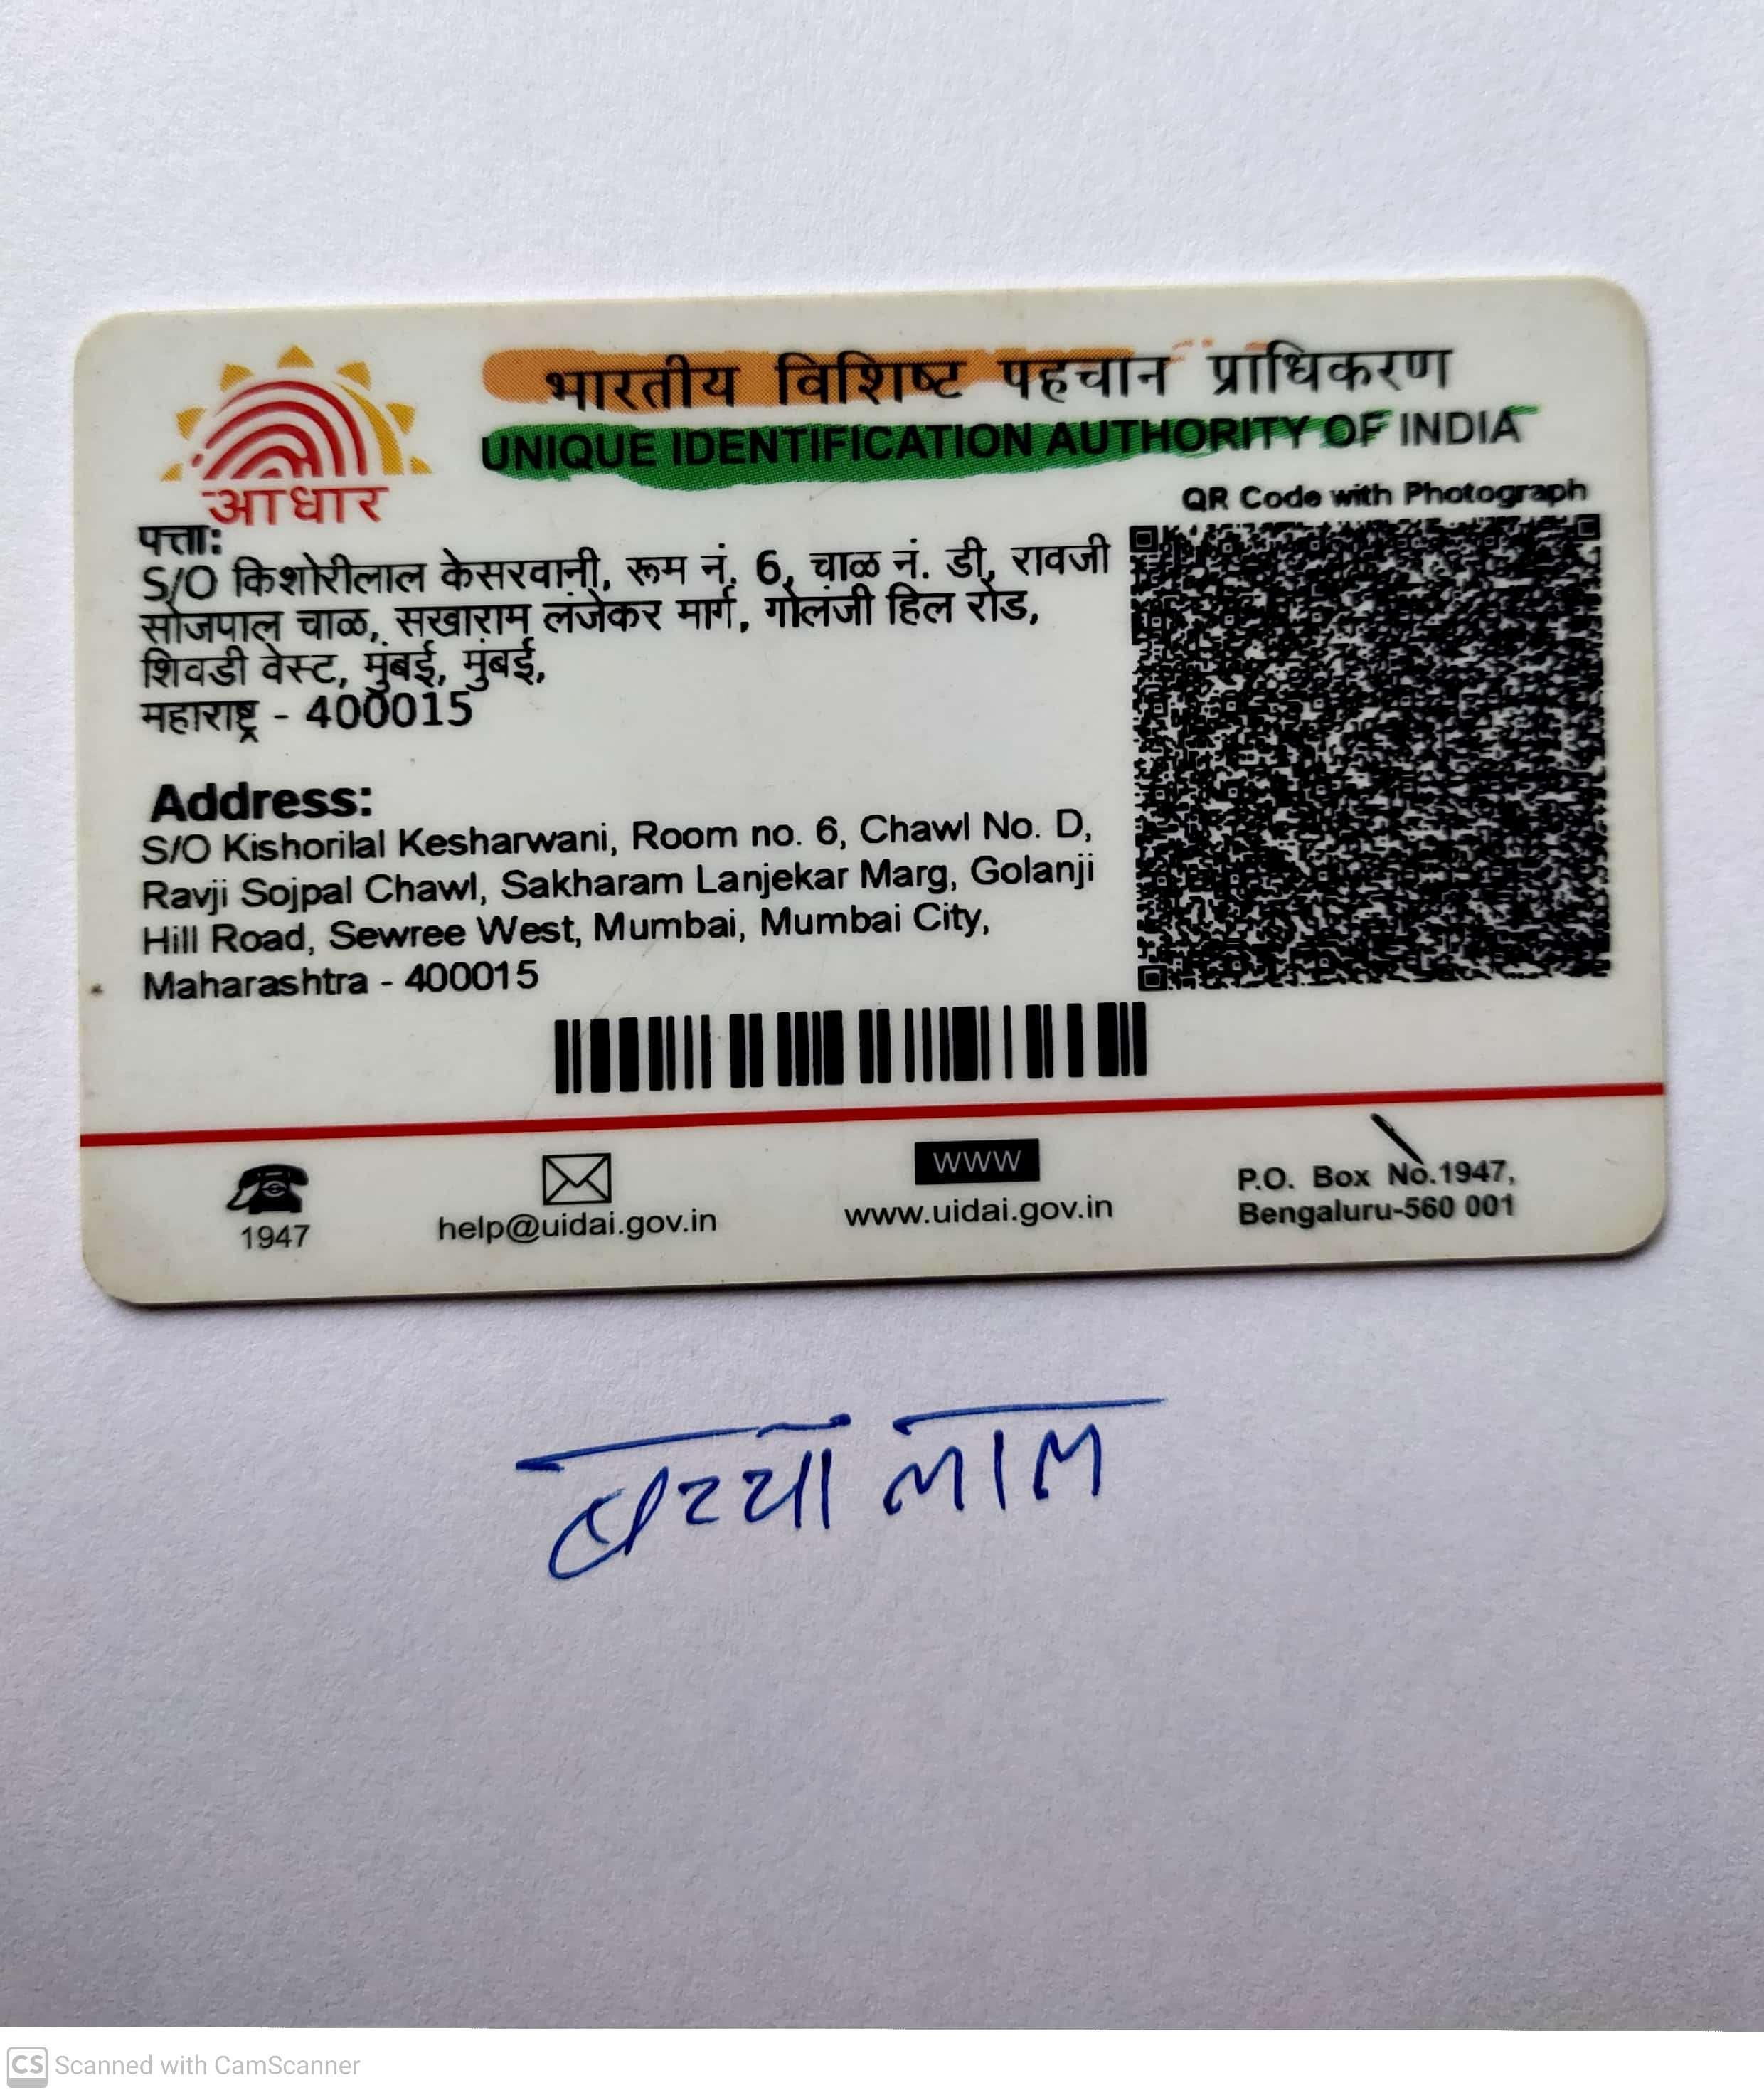 भारतीय विशिष्ट पहचान प्राधिकरण
UNIQUE IDENTIFICATION AUTHORITY OF INDIA
आधार
QR Code with Photograph
पत्ता:
S/O किशोरीलाल केसरवानी, रूम नं. 6, चाळ नं. डी, रावजी
सोजपाल चाळ, सखाराम लंजेकर मार्ग, गोलंजी हिल रोड,
शिवडी वेस्ट, मुंबई, मुंबई,
महाराष्ट्र - 400015
Address:
S/O Kishorilal Kesharwani, Room no. 6, Chawl No. D,
Ravji Sojpal Chawl, Sakharam Lanjekar Marg, Golanji
Hill Road, Sewree West, Mumbai, Mumbai City,
Maharashtra - 400015
WWW
1947
help@uidai.gov.in
www.uidai.gov.in
P.O. Box No.1947,
Bengaluru-560 001
लाल
CS Scanned with CamScanner